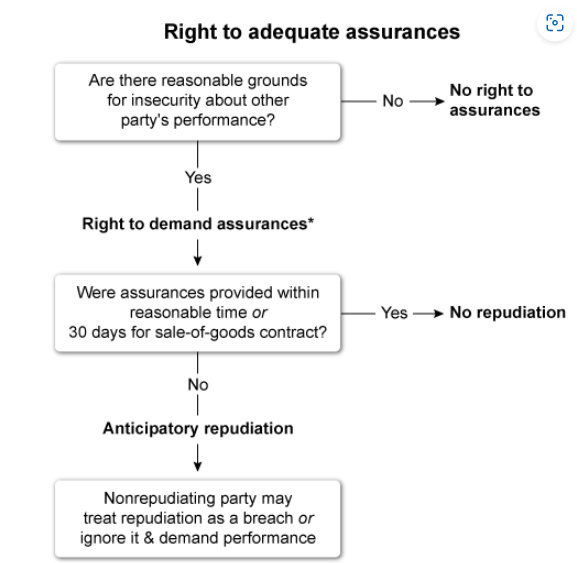 Right to adequate assurances
Are there reasonable grounds
for insecurity about other
party's performance?
No
No right to
assurances
Yes
Right to demand assurances*
Were assurances provided within
reasonable time or
30 days for sale-of-goods contract?
Yes
No repudiation
No
Anticipatory repudiation
Nonrepudiating party may
treat repudiation as a breach or
ignore it & demand performance